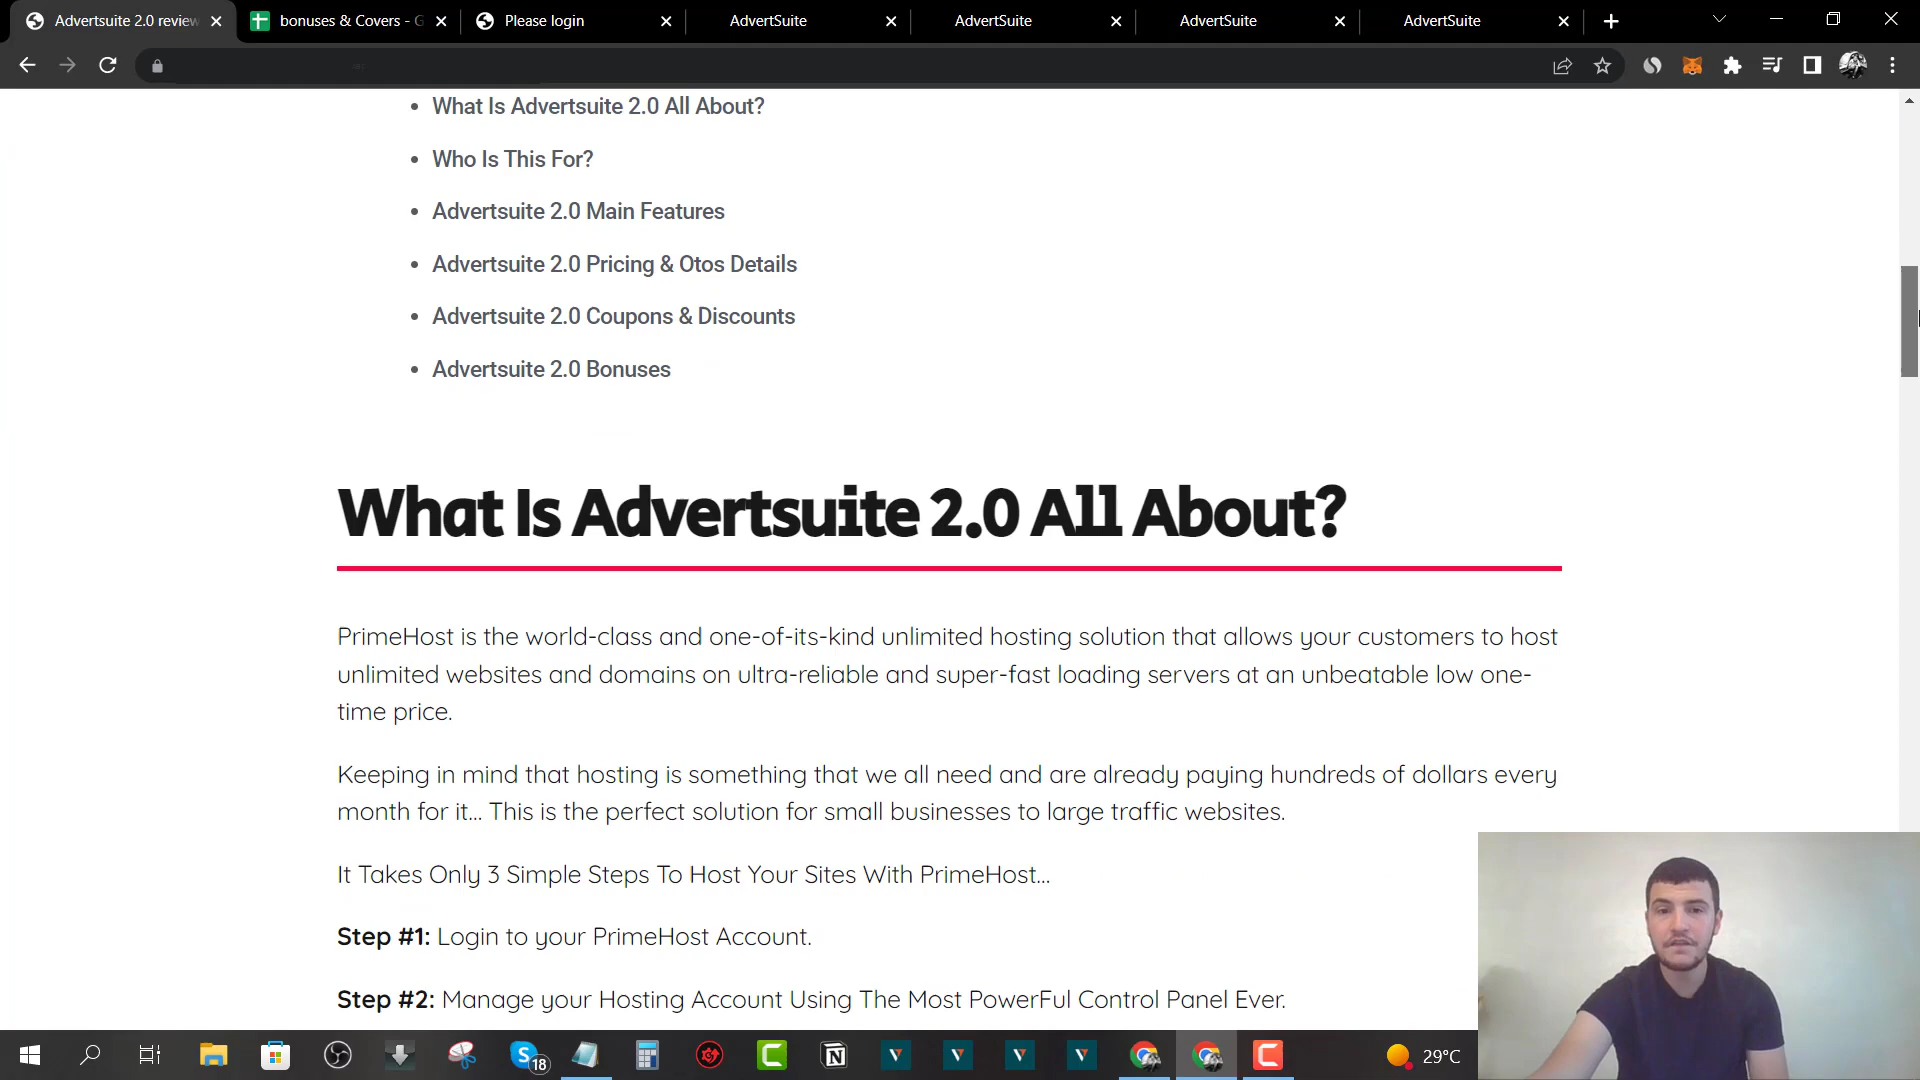 Advertsuite 2.0 review
bonuses & Covers - G
Please login
AdvertSuite
AdvertSuite
AdvertSuite
AdvertSuite
What Is Advertsuite 2.0 All About?
Who Is This For?
Advertsuite 2.0 Main Features
Advertsuite 2.0 Pricing & Otos Details
Advertsuite 2.0 Coupons & Discounts
Advertsuite 2.0 Bonuses
What Is Advertsuite 2.0 All About?
PrimeHost is the world-class and one-of-its-kind unlimited hosting solution that allows your customers to host
unlimited websites and domains on ultra-reliable and super-fast loading servers at an unbeatable low one-
time price.
Keeping in mind that hosting is something that we all need and are already paying hundreds of dollars every
month for it... This is the perfect solution for small businesses to large traffic websites.
It Takes Only 3 Simple Steps To Host Your Sites With PrimeHost...
Step #1: Login to your PrimeHost Account.
Step #2: Manage your Hosting Account Using The Most PowerFul Control Panel Ever.
18
29°C